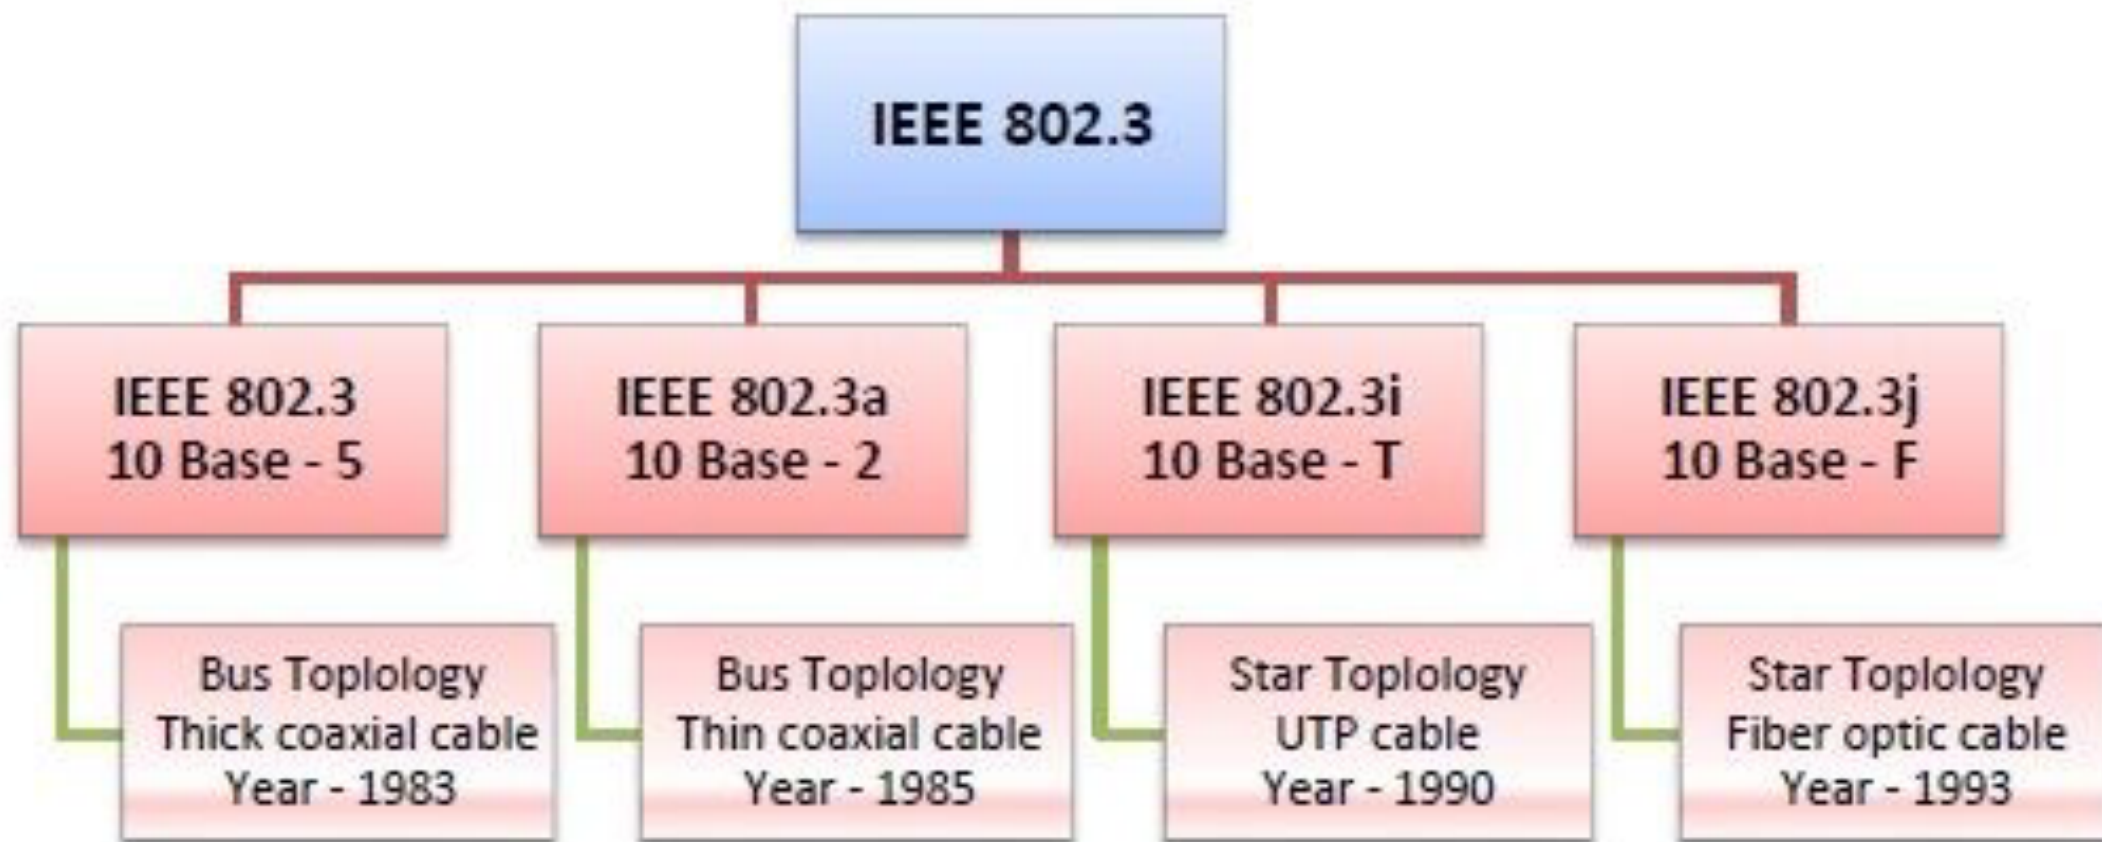 IEEE 802.3
IEEE 802.3
10 Base - 5
IEEE 802.3a
10 Base - 2
IEEE 802.3i
10 Base - T
IEEE 802.3j
10 Base - F
Bus Toplology
Thick coaxial cable
Year - 1983
Bus Toplology
Thin coaxial cable
Year - 1985
Star Toplology
UTP cable
Year - 1990
Star Toplology
Fiber optic cable
Year - 1993